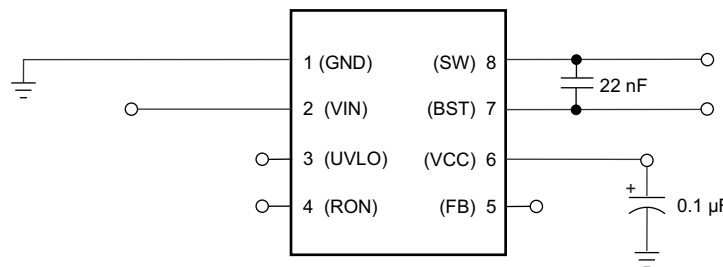 1 (GND) (SW) 8
22 nF
2 (VIN) (BST) 7
3 (UVLO) (VCC) 6
+
0.1 µF
4 (RON) (FB) 5